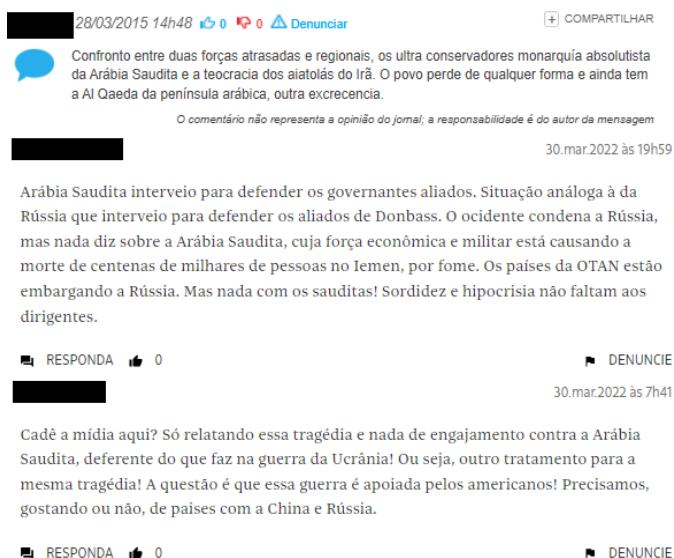 28/03/2015 14h48 0 0 Denunciar
+ COMPARTILHAR
Confronto entre duas forças atrasadas e regionais, os ultra conservadores monarquía absolutista
da Arábia Saudita e a teocracia dos aiatolás do Irã. O povo perde de qualquer forma e ainda tem
a Al Qaeda da península arábica, outra excrecencia.
O comentário não representa a opinião do jornal; a responsabilidade é do autor da mensagem
30.mar.2022 às 19h59
Arábia Saudita interveio para defender os governantes aliados. Situação análoga à da
Rússia que interveio para defender os aliados de Donbass. O ocidente condena a Rússia,
mas nada diz sobre a Arábia Saudita, cuja força econômica e militar está causando a
morte de centenas de milhares de pessoas no Iemen, por fome. Os países da OTAN estão
embargando a Rússia. Mas nada com os sauditas! Sordidez e hipocrisia não faltam aos
dirigentes.
RESPONDA 0
DENUNCIE
30.mar.2022 às 7h41
Cadê a mídia aqui? Só relatando essa tragédia e nada de engajamento contra a Arábia
Saudita, deferente do que faz na guerra da Ucrânia! Ou seja, outro tratamento para a
mesma tragédia! A questão é que essa guerra é apoiada pelos americanos! Precisamos,
gostando ou não, de paises com a China e Rússia.
RESPONDA 0
DENUNCIE